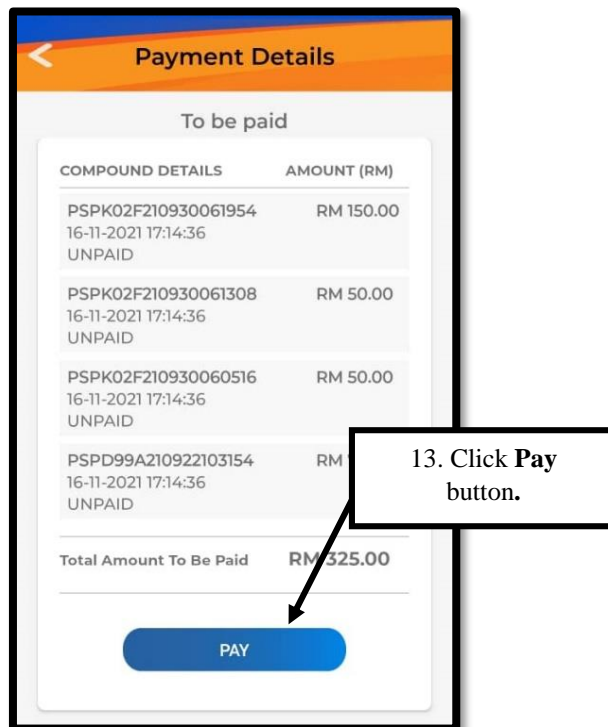 Payment Details
To be paid
COMPOUND DETAILS AMOUNT (RM)
PSPK02F210930061954 RM 150.00
16-11-2021 17:14:36
UNPAID
PSPK02F210930061308 RM 50.00
16-11-2021 17:14:36
UNPAID
PSPK02F210930060516 RM 50.00
16-11-2021 17:14:36
UNPAID
PSPD99A210922103154 RM
16-11-2021 17:14:36
UNPAID
13. Click Pay
button.
Total Amount To Be Paid RM 325.00
PAY